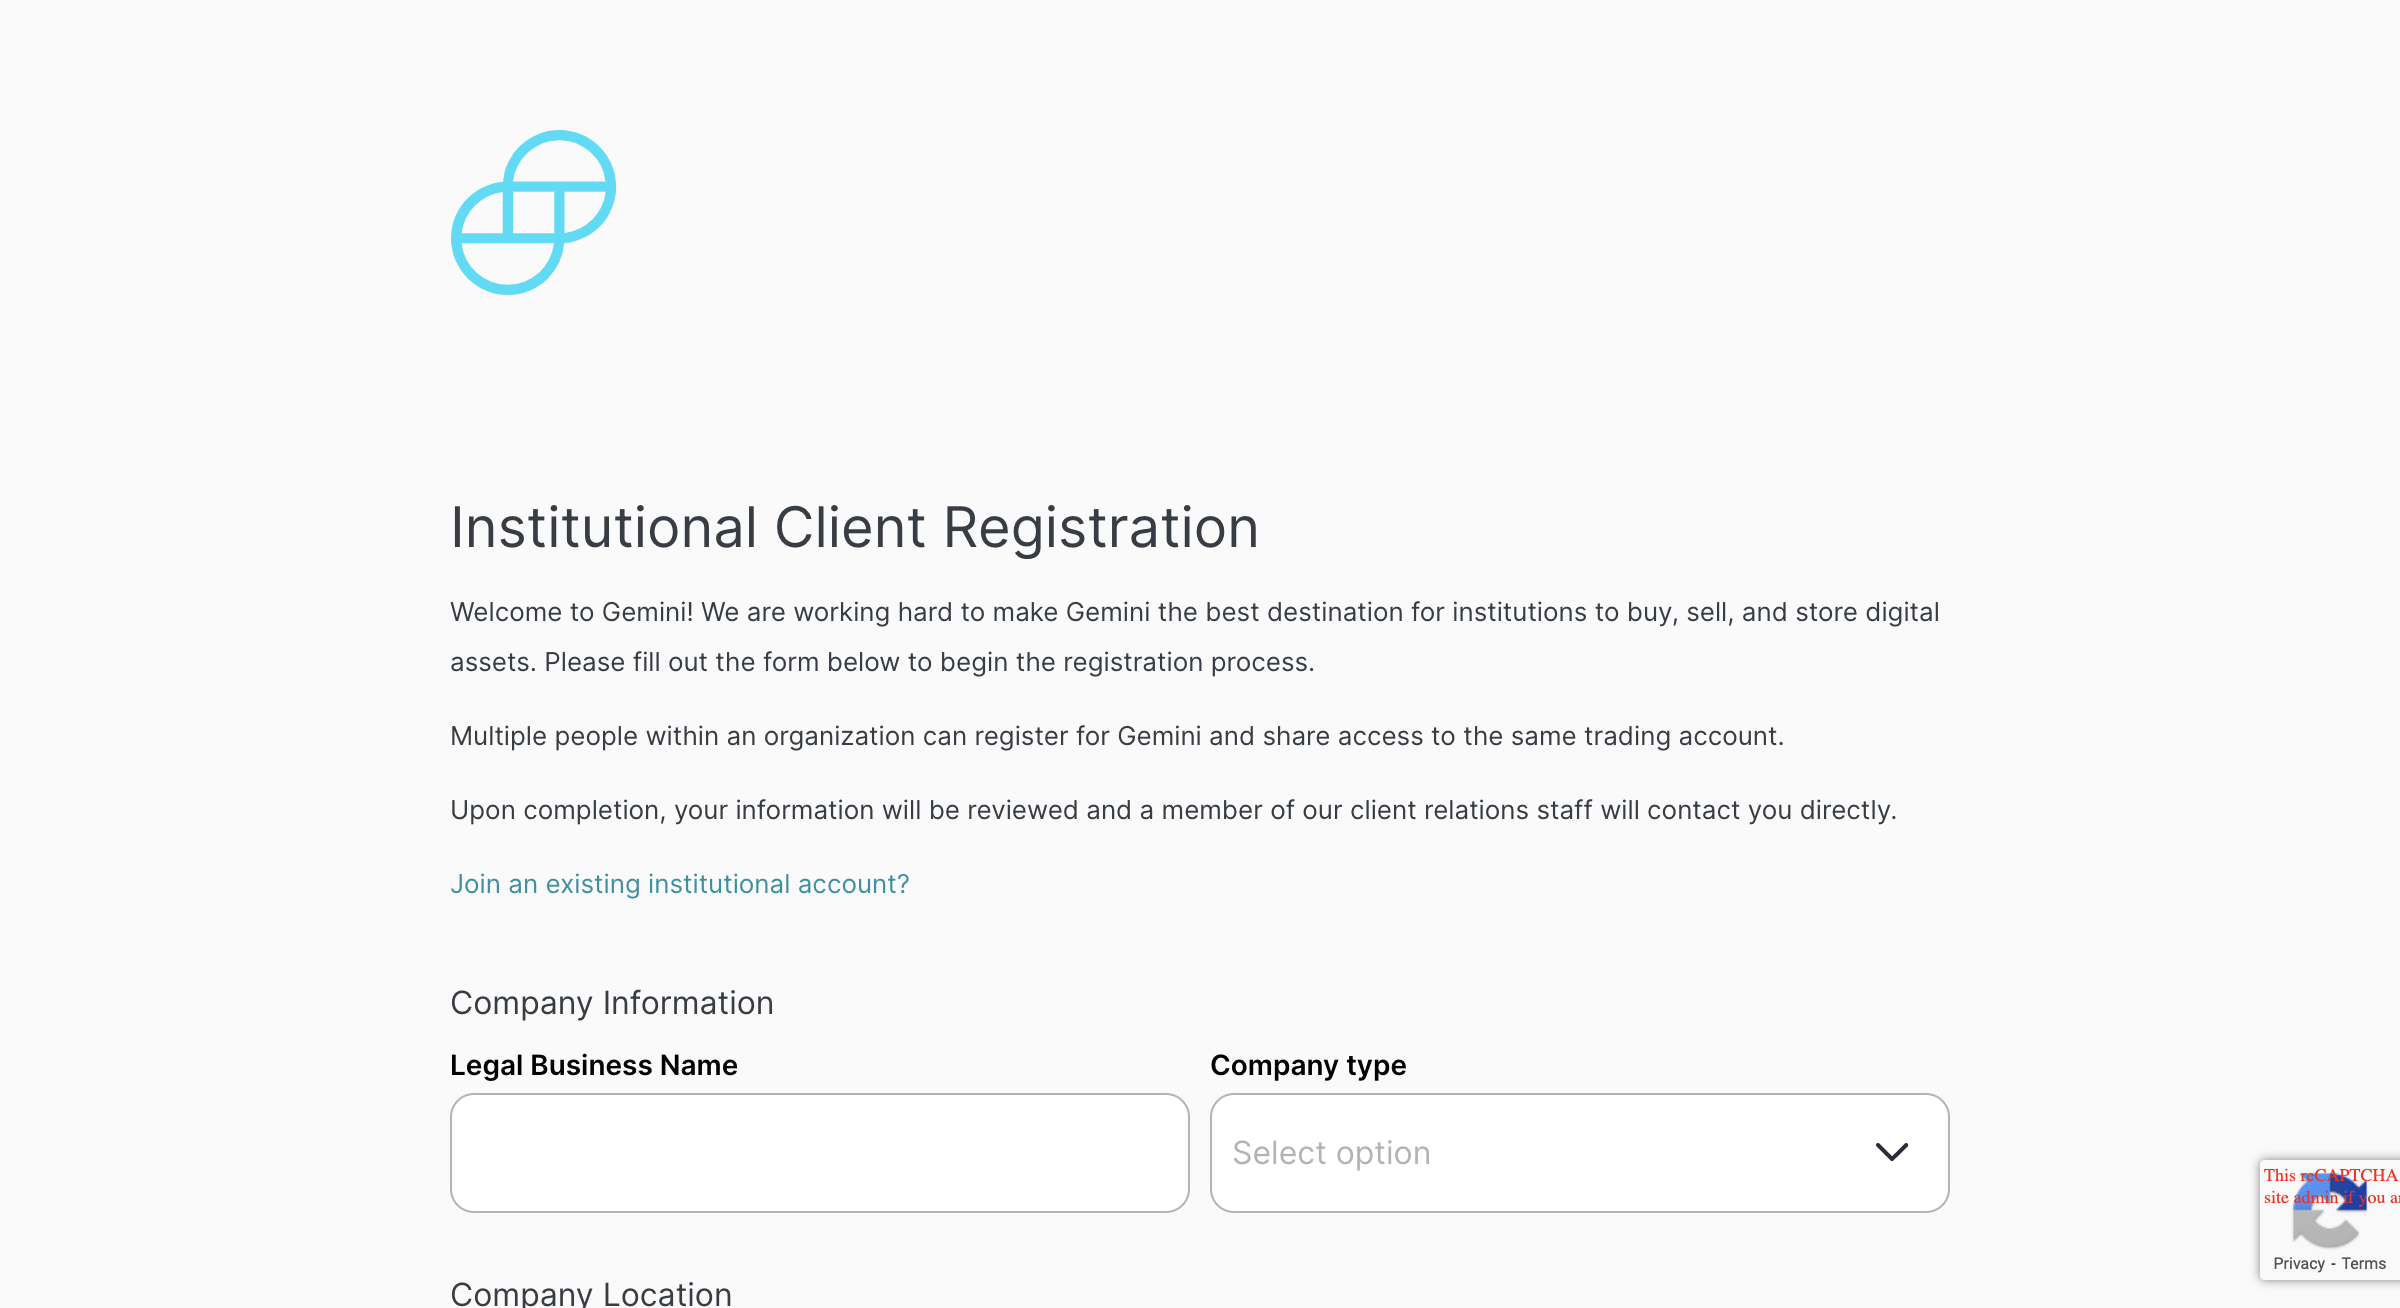 Institutional Client Registration
Welcome to Gemini! We are working hard to make Gemini the best destination for institutions to buy, sell, and store digital
assets. Please fill out the form below to begin the registration process.
Multiple people within an organization can register for Gemini and share access to the same trading account.
Upon completion, your information will be reviewed and a member of our client relations staff will contact you directly.
Join an existing institutional account?
Company Information
Legal Business Name
Company type
Select option
This reCAPTCHA
site admin if you
Privacy - Terms
Company Location